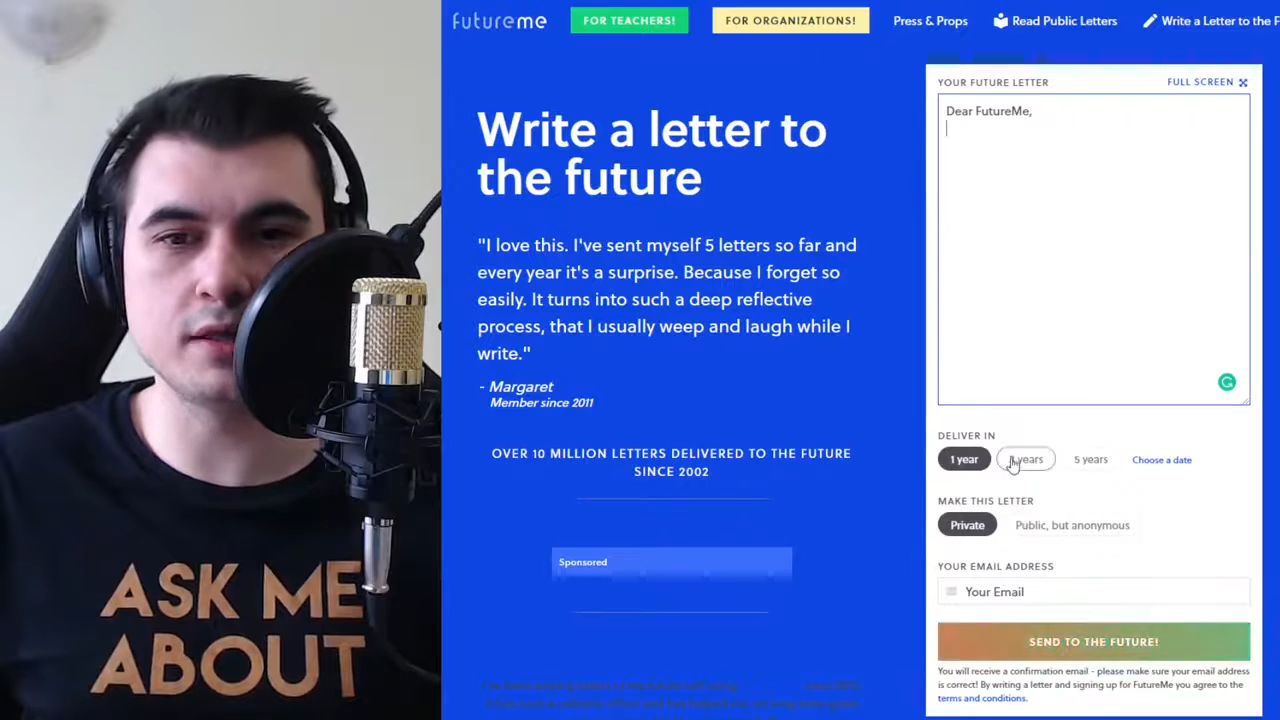 futureme
FOR TEACHERS!
FOR ORGANIZATIONS!
Press & Props
Read Public Letters
Write a Letter to the F
Write a letter to
the future
"I love this. I've sent myself 5 letters so far and
every year it's a surprise. Because I forget so
easily. It turns into such a deep reflective
process, that I usually weep and laugh while I
write."
- Margaret
Member since 2011
OVER 10 MILLION LETTERS DELIVERED TO THE FUTURE
SINCE 2002
Sponsored
YOUR FUTURE LETTER
FULL SCREEN
Dear FutureMe,
DELIVER IN
1 year
years
5 years
Choose a date
MAKE THIS LETTER
Private
Public, but anonymous
YOUR EMAIL ADDRESS
Your Email
SEND TO THE FUTURE!
You will receive a confirmation email - please make sure your email address
is correct! By writing a letter and signing up for FutureMe you agree to the
terms and conditions.
ASK ME
ABOUT